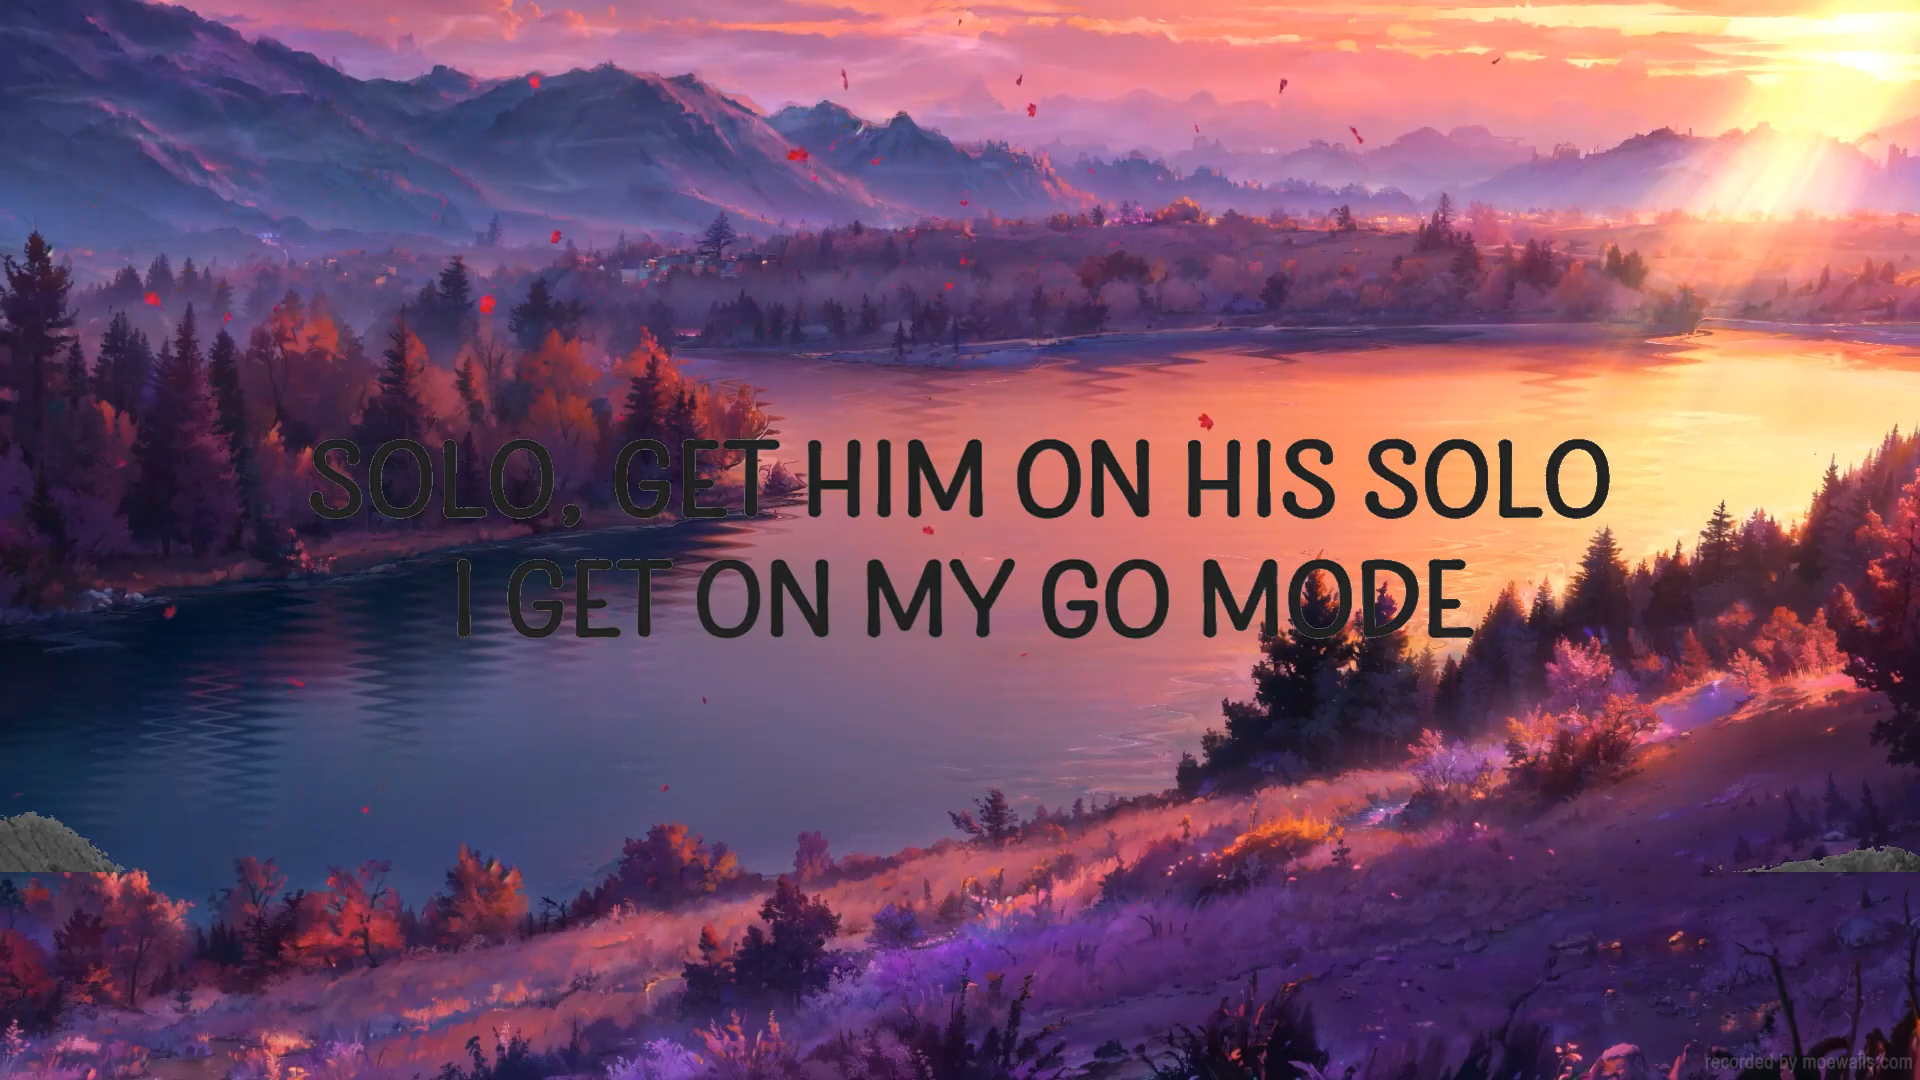 SOLO, GET HIM ON HIS SOLO
I GET ON MY GO MODE
recorded by moewalls.com